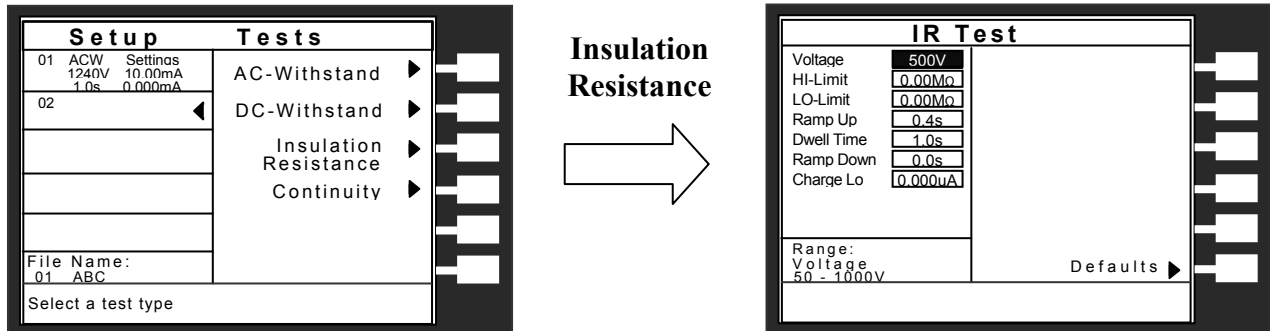 Setup Tests
01 ACW Settings
1240V 10.00mA
1.0s 0.000mA
02
AC-Withstand
DC-Withstand
Insulation
Resistance
Continuity
File Name:
01 ABC
Select a test type
Insulation
Resistance
IR Test
Voltage 500V
HI-Limit 0.00MΩ
LO-Limit 0.00MΩ
Ramp Up 0.4s
Dwell Time 1.0s
Ramp Down 0.0s
Charge Lo 0.000uA
Range:
Voltage
50 - 1000V
Defaults